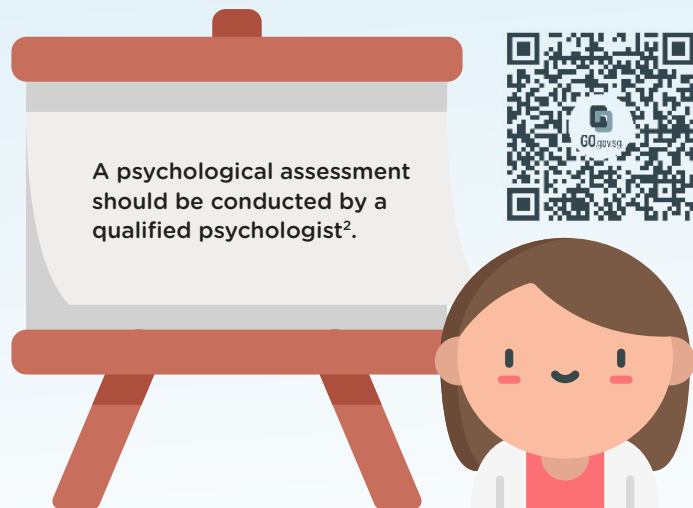 A psychological assessment
should be conducted by a
qualified psychologist².
GO.gov.sg